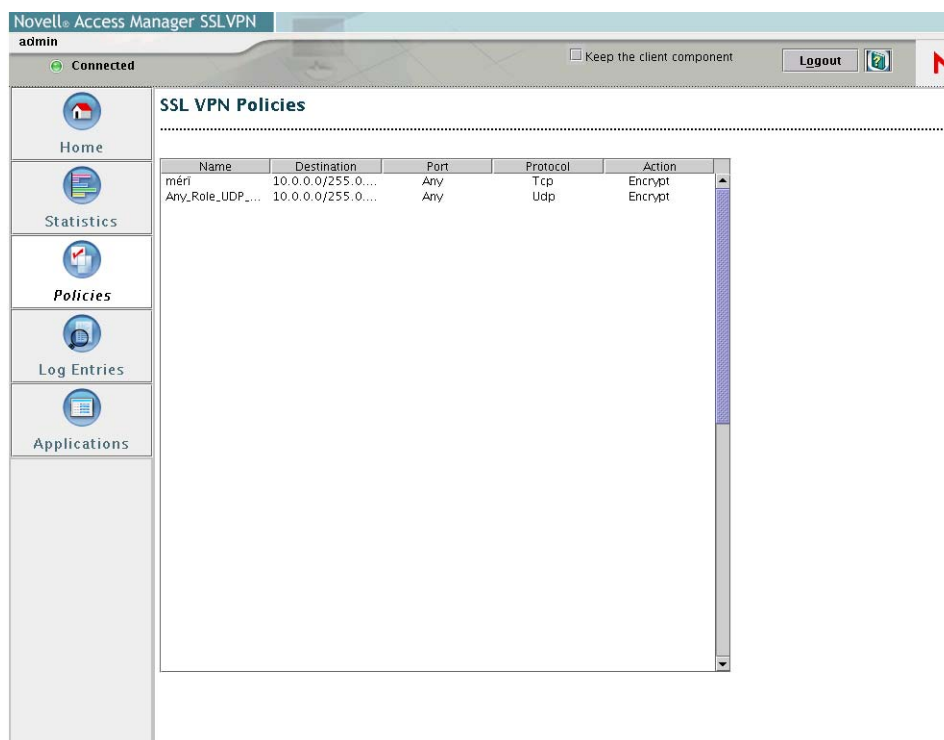 Novell® Access Manager SSLVPN
admin
Connected
Keep the client component
Logout
Home
Statistics
Policies
Log Entries
Applications
SSL VPN Policies
Name Destination Port Protocol Action
mérï 10.0.0.0/255.0.... Any Tcp Encrypt
Any_Role_UDP_... 10.0.0.0/255.0.... Any Udp Encrypt